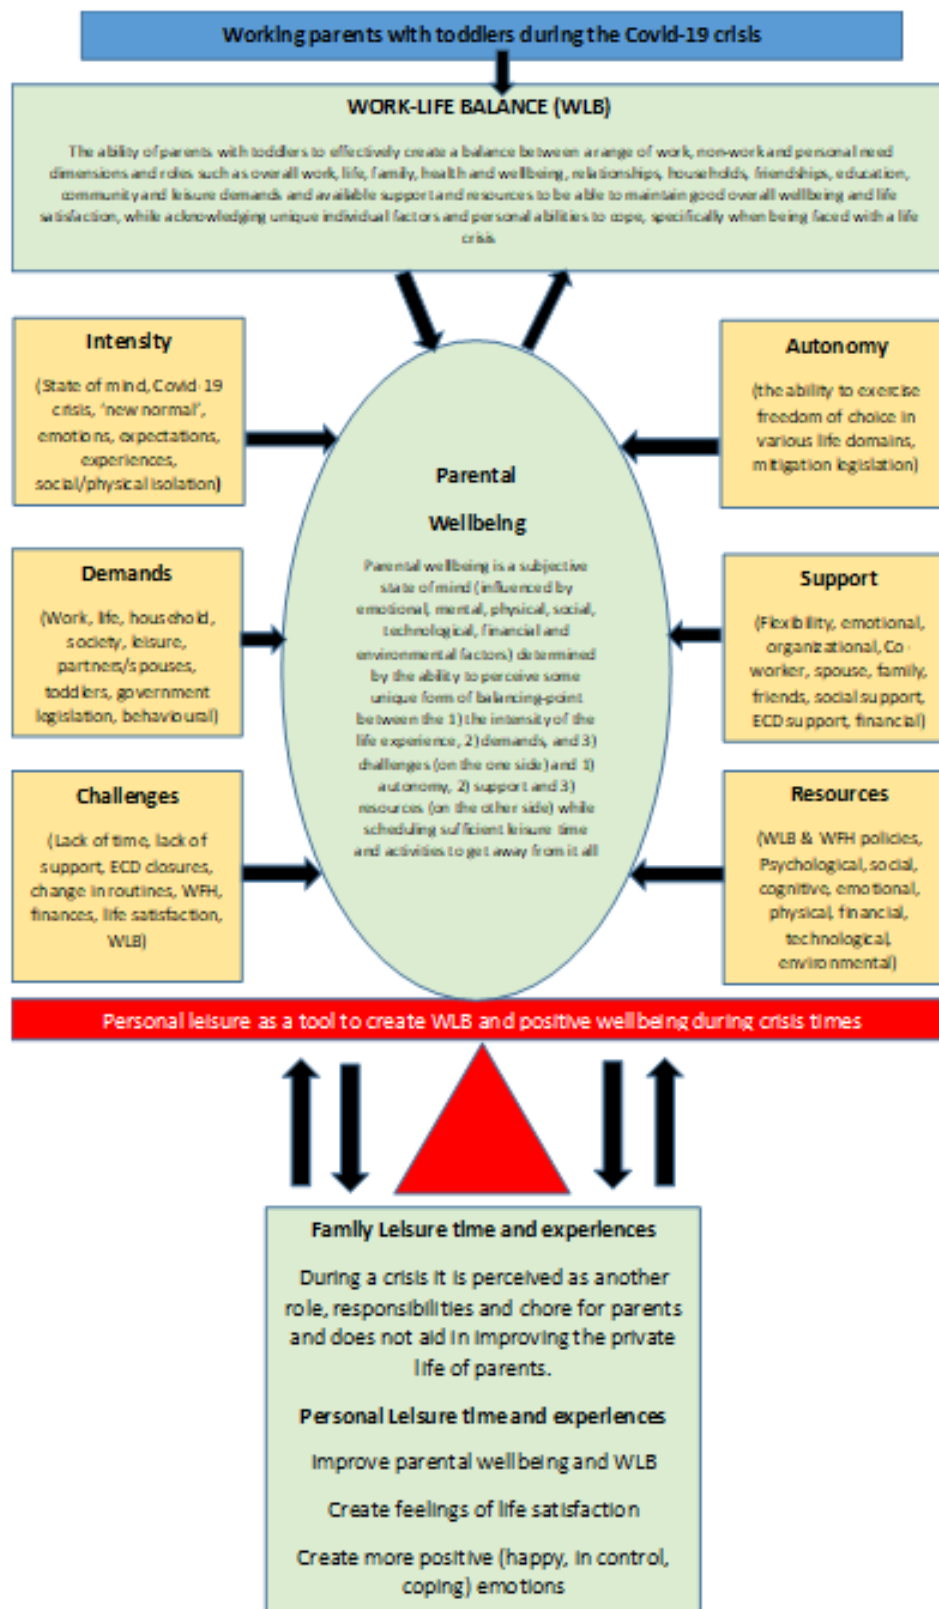 Working parents with toddlers during the Covid-19 crisis
WORK-LIFE BALANCE (WLB)
The ability of parents with toddlers to effectively create a balance between a range of work, non-work and personal need
dimensions and roles such as overall work, life, family, health and wellbeing, relationships, households, friendships, education,
community and leisure demands and available support and resources to be able to maintain good overall wellbeing and life
satisfaction, while acknowledging unique individual factors and personal abilities to cope, specifically when being faced with a life
crisis
Intensity
(State of mind, Covid-19
crisis, 'new normal',
emotions, expectations,
experiences,
social/physical isolation)
Demands
(Work, life, household,
society, leisure,
partners/spouses,
toddlers, government
legislation, behavioural)
Challenges
(Lack of time, lack of
support, ECD closures,
change in routines, WFH,
finances, life satisfaction,
WLB)
Parental
Wellbeing
Parental wellbeing is a subjective
state of mind (influenced by
emotional, mental, physical, social,
technological, financial and
environmental factors) determined
by the ability to perceive some
unique form of balancing-point
between the 1) the intensity of the
life experience, 2) demands, and 3)
challenges (on the one side) and 1)
autonomy, 2) support and 3)
resources (on the other side) while
scheduling sufficient leisure time
and activities to get away from it all
Autonomy
(the ability to exercise
freedom of choice in
various life domains,
mitigation legislation)
Support
(Flexibility, emotional,
organizational, Co-
worker, spouse, family,
friends, social support,
ECD support, financial)
Resources
(WLB & WFH policies,
Psychological, social,
cognitive, emotional,
physical, financial,
technological,
environmental)
Personal leisure as a tool to create WLB and positive wellbeing during crisis times
Family Leisure time and experiences
During a crisis it is perceived as another
role, responsibilities and chore for parents
and does not aid in improving the private
life of parents.
Personal Leisure time and experiences
Improve parental wellbeing and WLB
Create feelings of life satisfaction
Create more positive (happy, in control,
coping) emotions